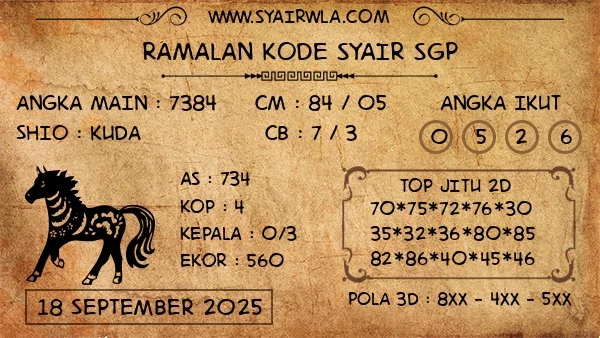 WWW.SYAIRWLA.COM
RAMALAN KODE SYAIR SGP
ANGKA MAIN : 7384 CM : 84 / 05 ANGKA IKUT
SHIO : KUDA CB : 7 / 3 0 5 2 6
AS : 734
KOP : 4
KEPALA : 0/3
EKOR : 560
TOP JITU 2D
70*75*72*76*30
35*32*36*80*85
82*86*40*45*46
18 SEPTEMBER 2025
POLA 3D : 8XX - 4XX - 5XX